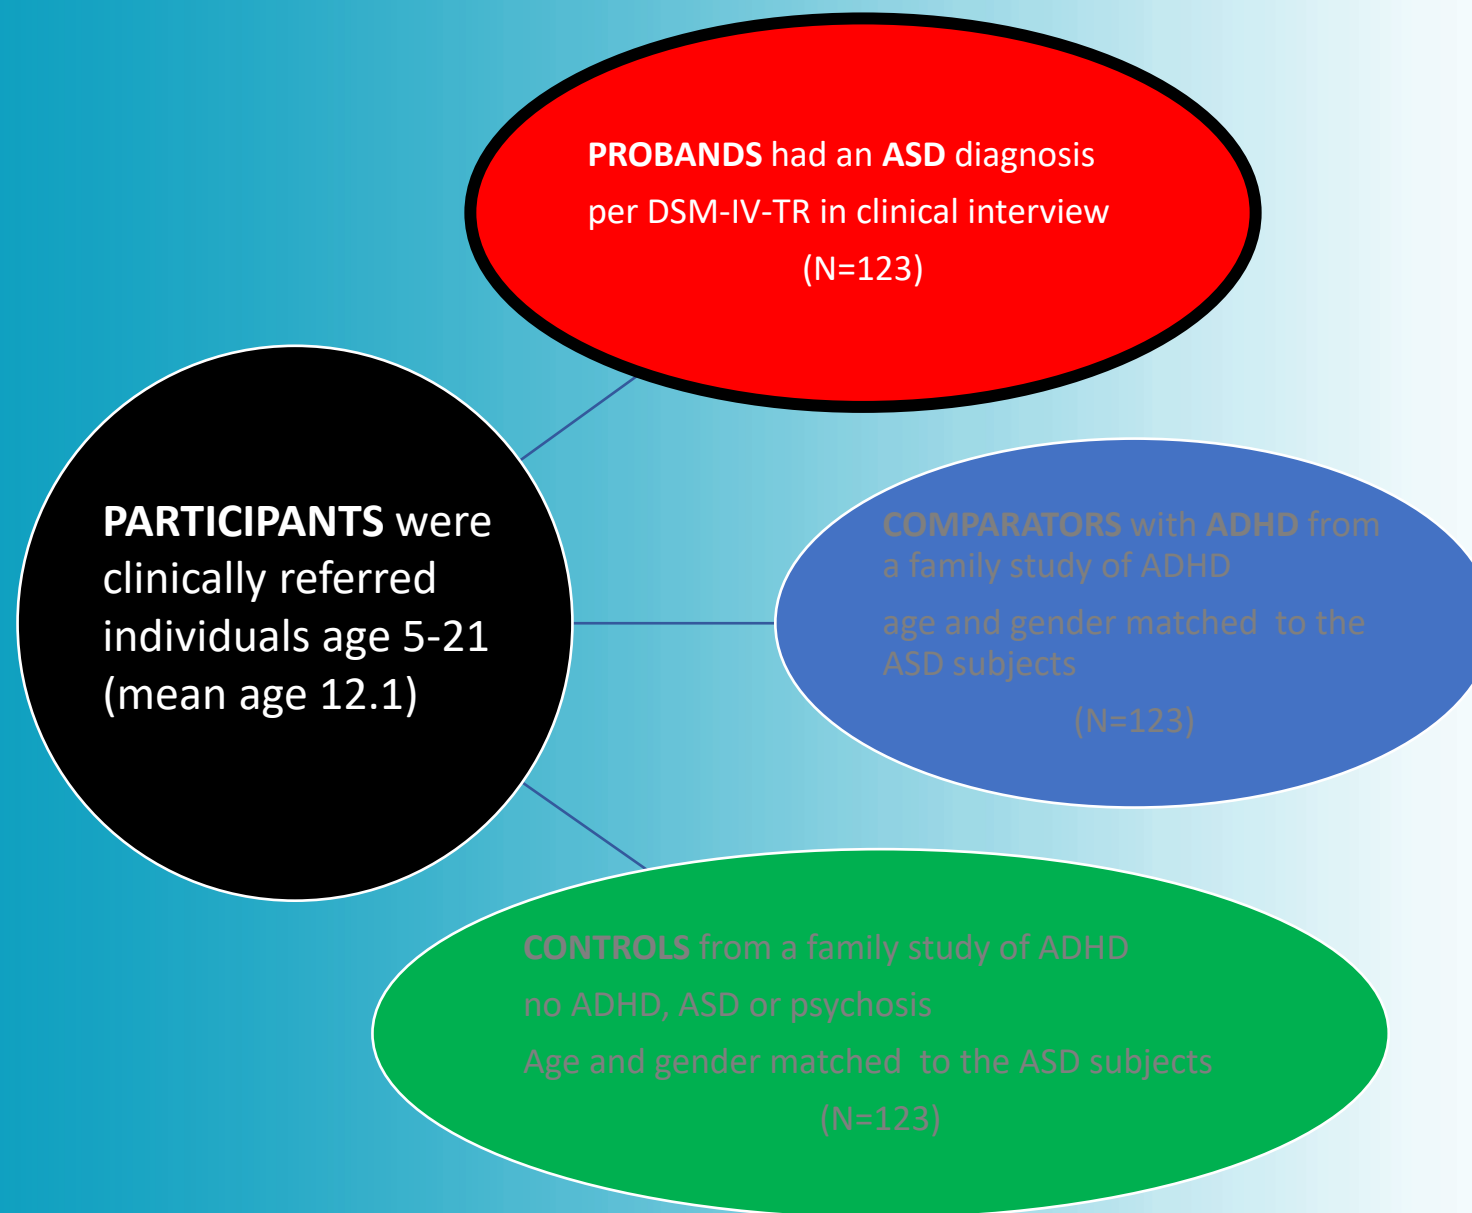 PROBANDS had an ASD diagnosis
per DSM-IV-TR in clinical interview
(N=123)
PARTICIPANTS were
clinically referred
individuals age 5-21
(mean age 12.1)
COMPARATORS with ADHD from
a family study of ADHD
age and gender matched to the
ASD subjects
(N=123)
CONTROLS from a family study of ADHD
no ADHD, ASD or psychosis
Age and gender matched to the ASD subjects
(N=123)